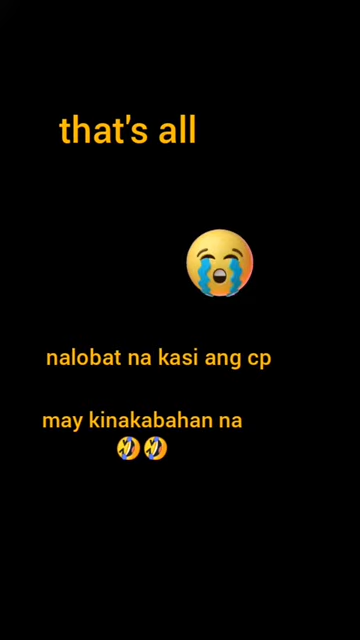 that's all
😭
nalobat na kasi ang cp
may kinakabahan na
🤣🤣